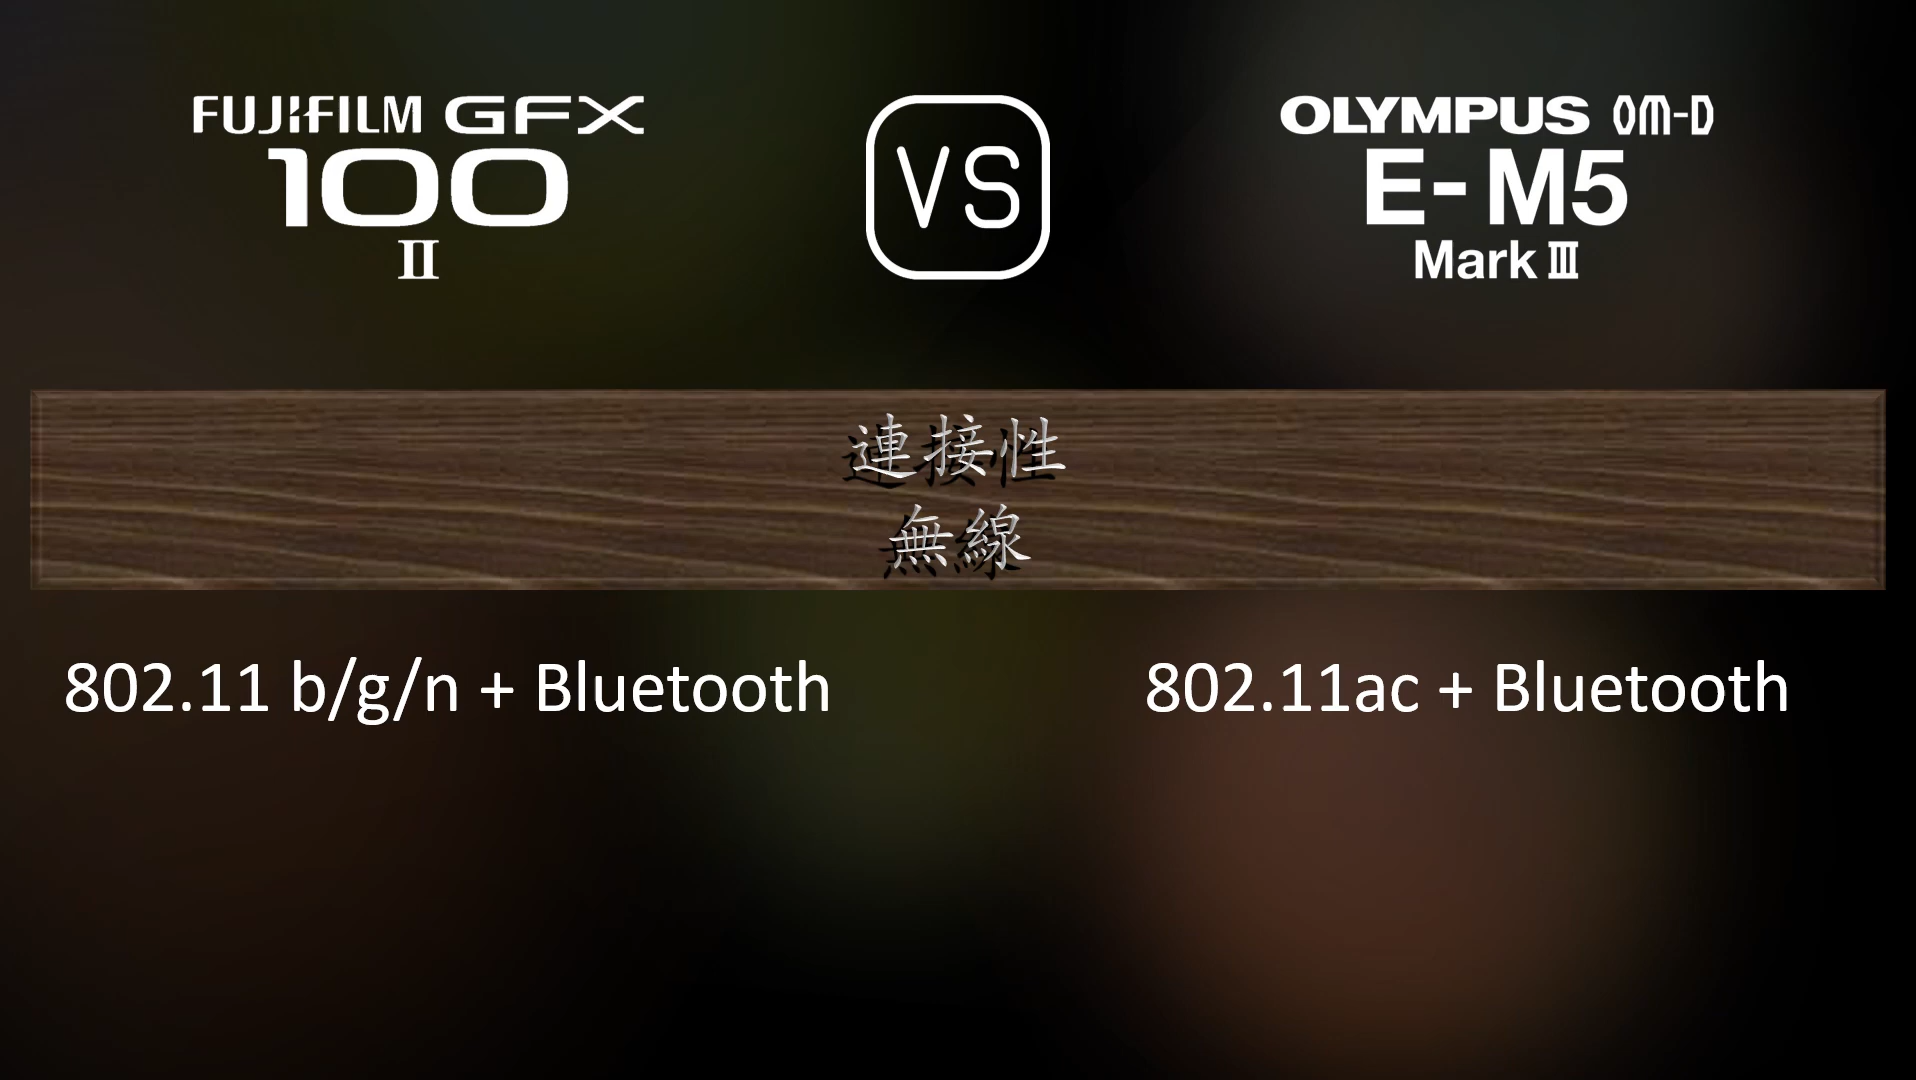 FUJIFILM GFX
100
II
VS
OLYMPUS OM-D
E-M5
Mark III
連接性
無線
802.11 b/g/n + Bluetooth
802.11ac + Bluetooth